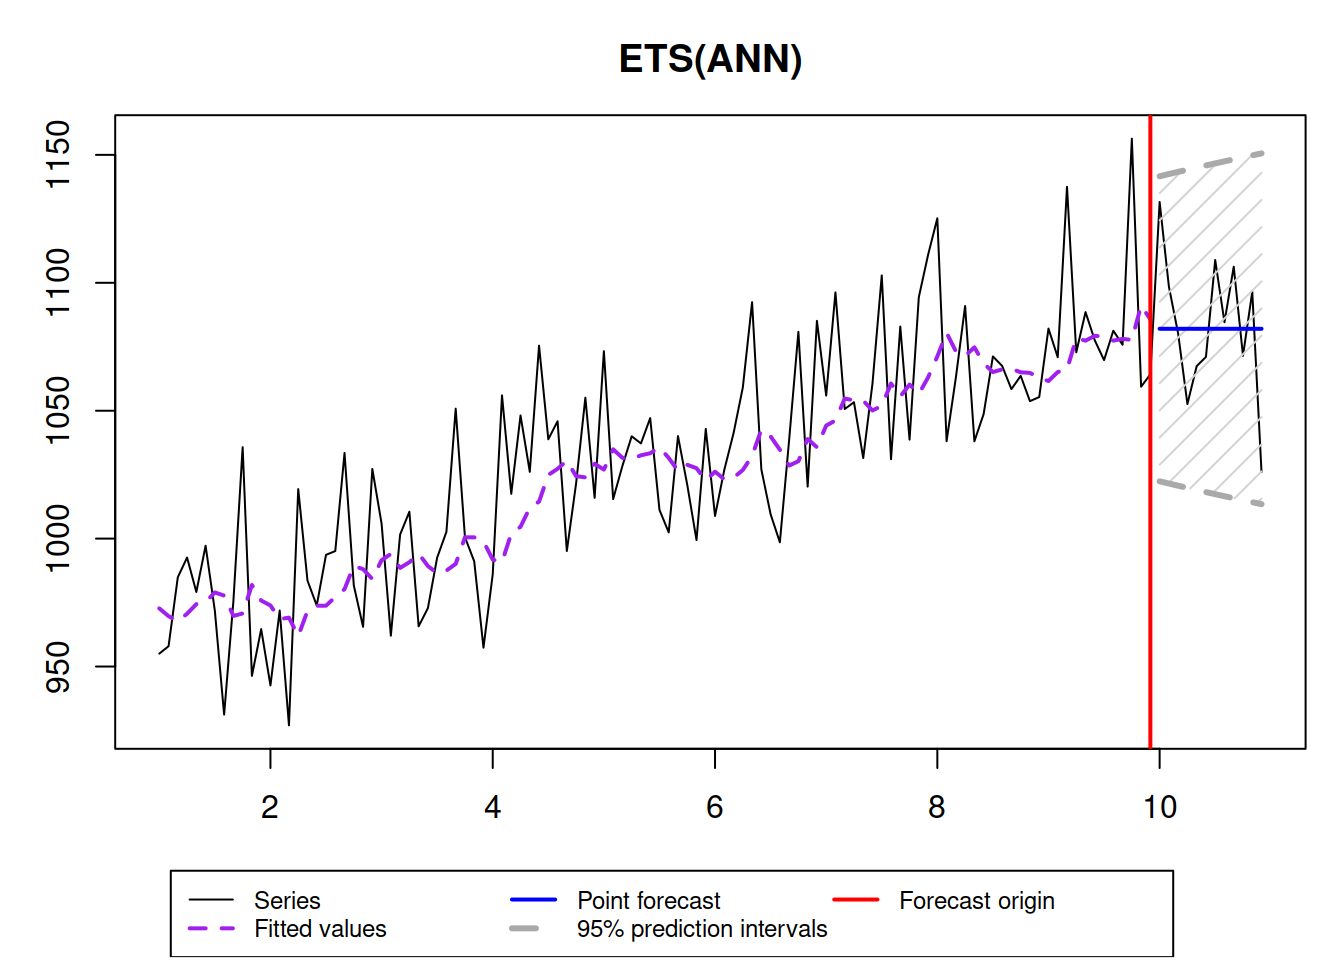 ETS(ANN)
1150
1100
1050
1000
950
2 4 6 8 10
Series Point forecast Forecast origin
Fitted values 95% prediction intervals